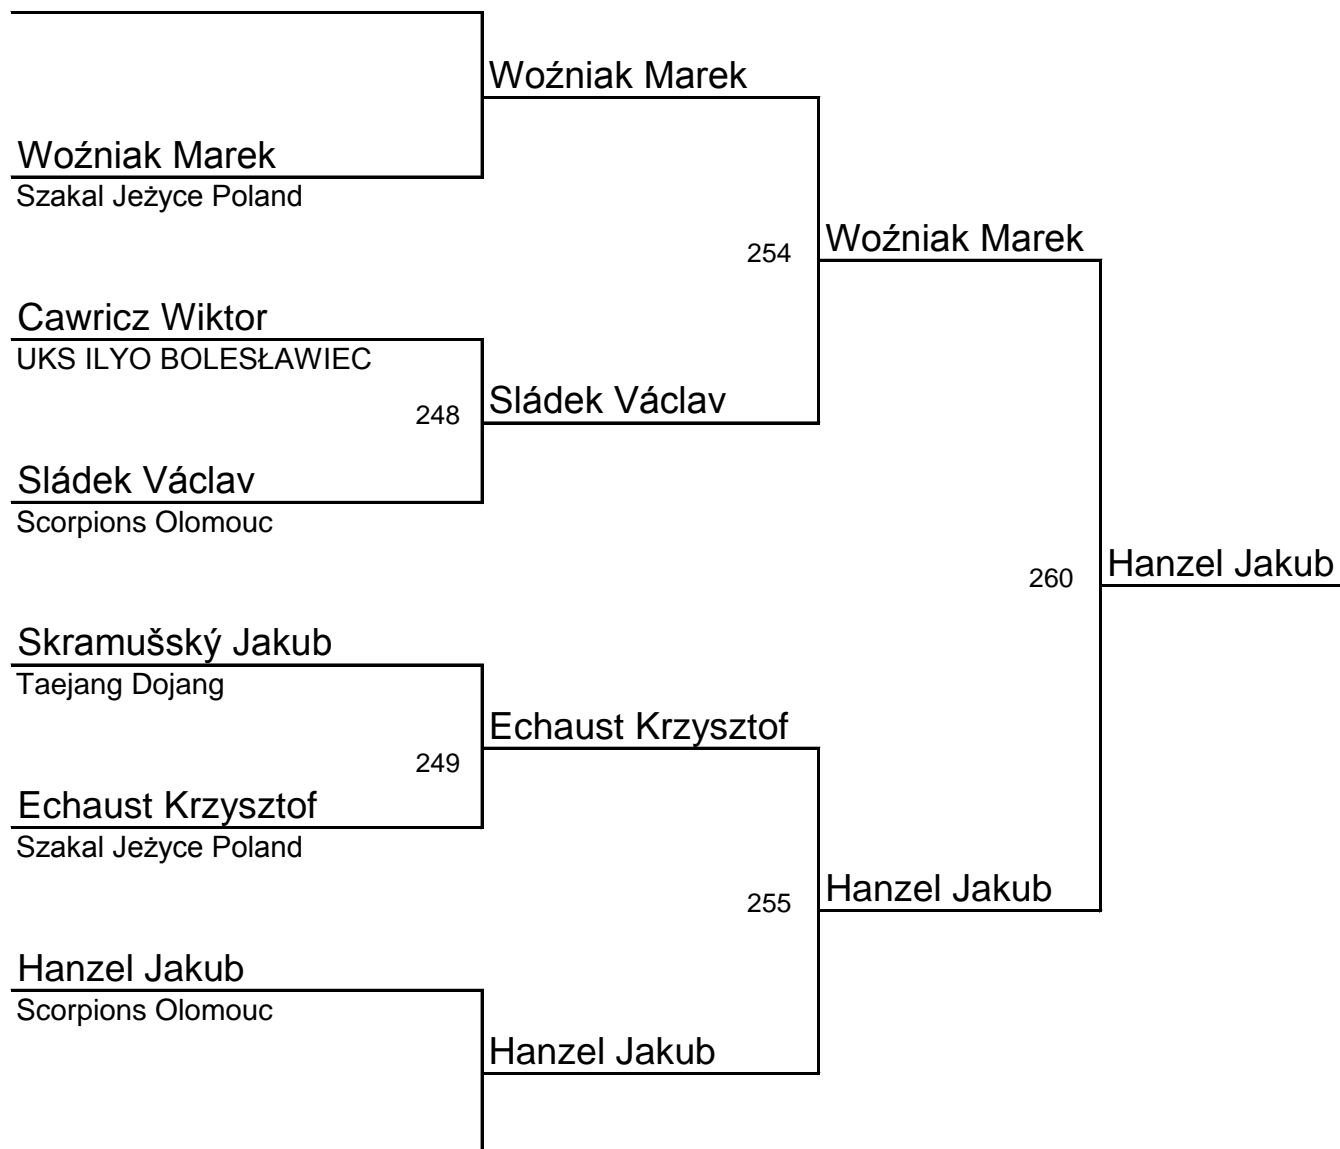 Woźniak Marek
Woźniak Marek
Szakal Jeżyce Poland
254
Woźniak Marek
Cawricz Wiktor
UKS ILYO BOLESŁAWIEC
248
Sládek Václav
Sládek Václav
Scorpions Olomouc
260
Hanzel Jakub
Skramušský Jakub
Taejang Dojang
Echaust Krzysztof
249
Echaust Krzysztof
Szakal Jeżyce Poland
255
Hanzel Jakub
Hanzel Jakub
Scorpions Olomouc
Hanzel Jakub